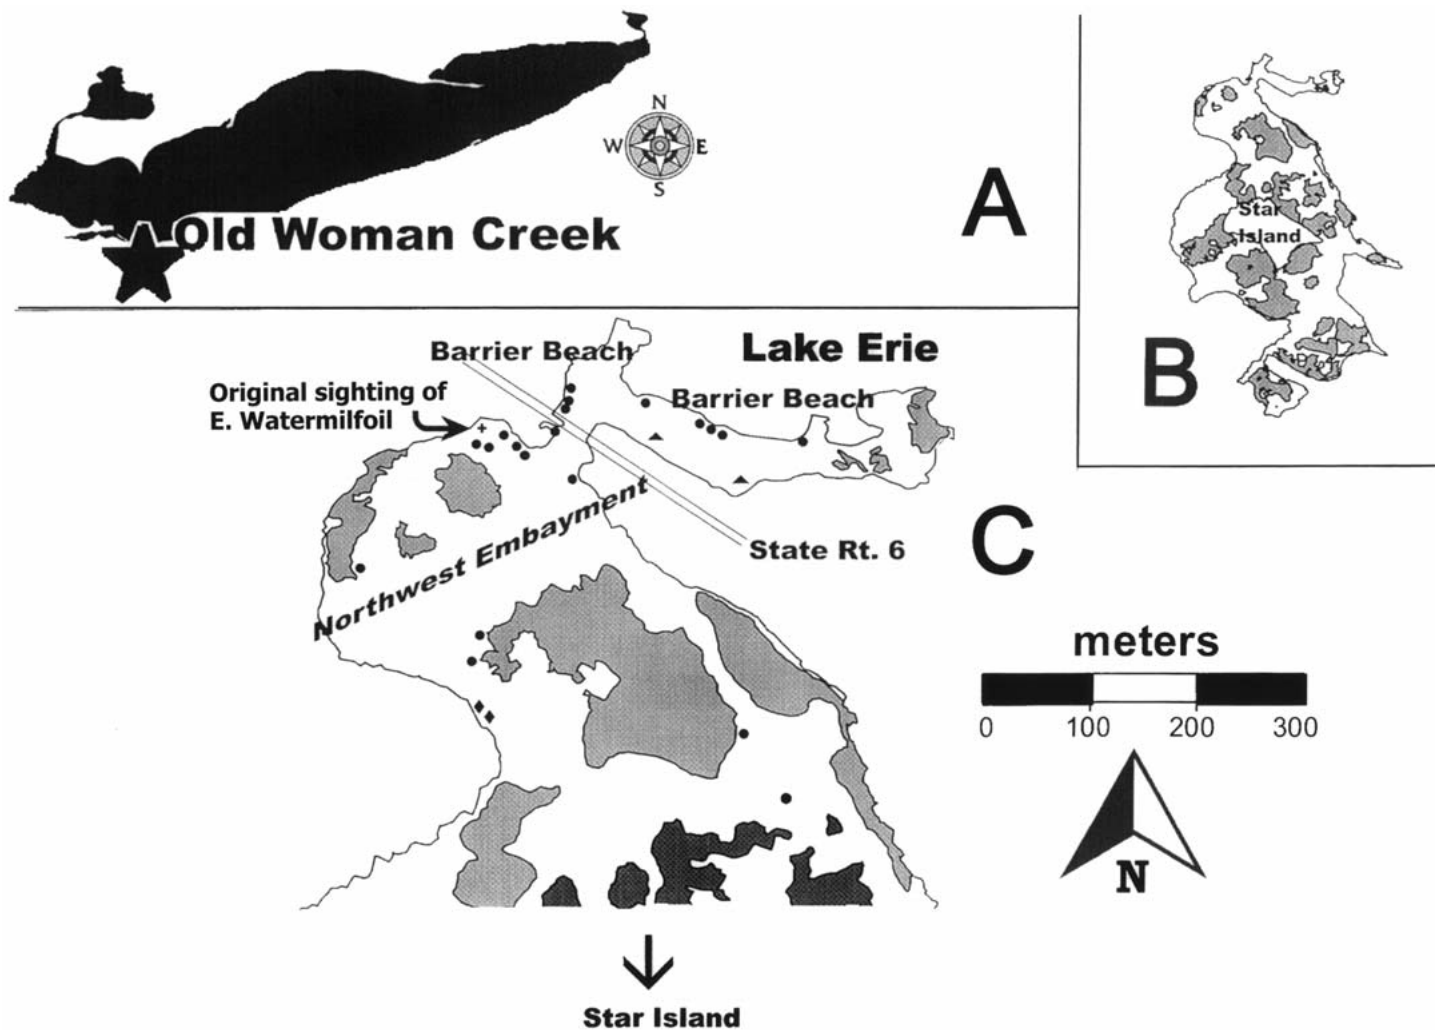 N
W E
S
A
Old Woman Creek
Star
Island
B
Barrier Beach
Lake Erie
Original sighting of
E. Watermilfoil
Barrier Beach
C
Northwest Embayment
State Rt. 6
meters
0 100 200 300
N
Star Island